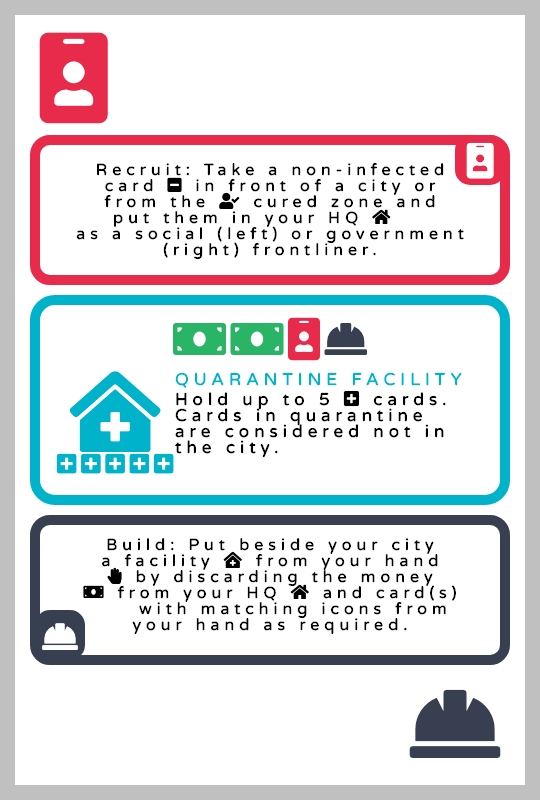 Recruit: Take a non-infected
card in front of a city or
from the cured zone and
put them in your HQ
as a social (left) or government
(right) frontliner.
QUARANTINE FACILITY
Hold up to 5 cards.
Cards in quarantine
are considered not in
the city.
Build: Put beside your city
a facility from your hand
by discarding the money
from your HQ and card(s)
with matching icons from
your hand as required.